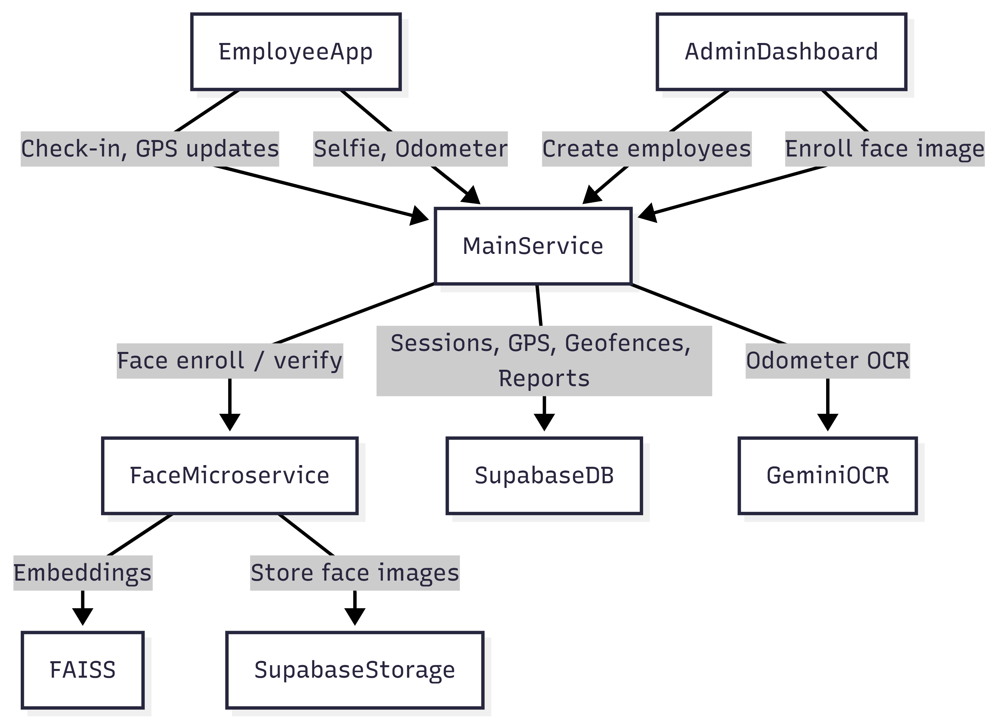 EmployeeApp
AdminDashboard
Check-in, GPS updates
Selfie, Odometer
Create employees
Enroll face image
MainService
Face enroll / verify
Sessions, GPS, Geofences,
Reports
Odometer OCR
FaceMicroservice
SupabaseDB
GeminiOCR
Embeddings
Store face images
FAISS
SupabaseStorage